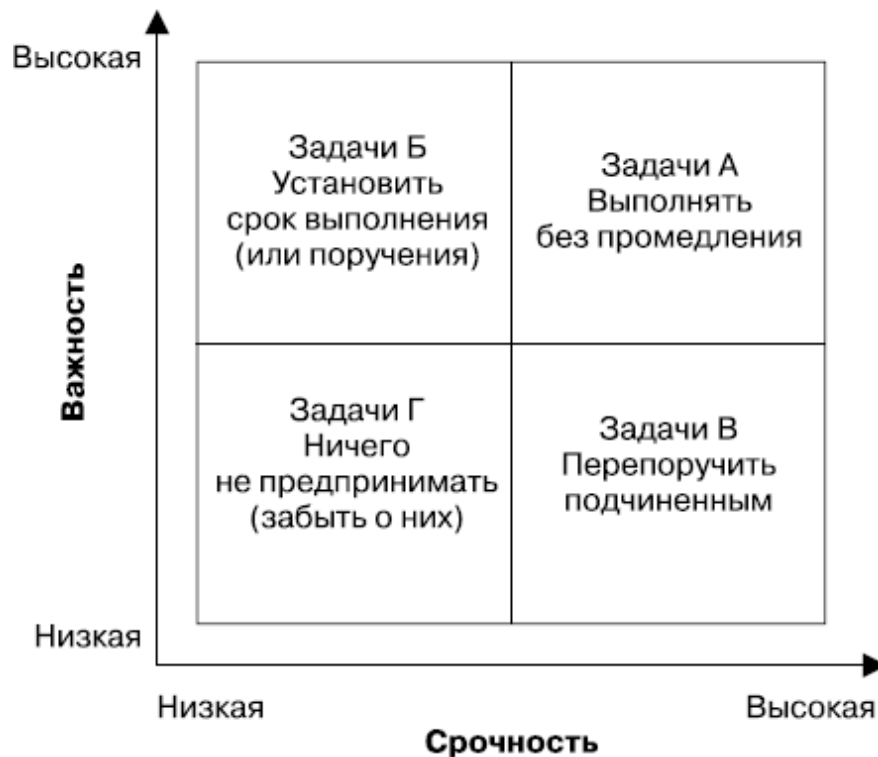 Высокая
Задачи Б
Установить
срок выполнения
(или поручения)
Задачи А
Выполнять
без промедления
Важность
Задачи Г
Ничего
не предпринимать
(забыть о них)
Задачи В
Перепоручить
подчиненным
Низкая
Низкая
Высокая
Срочность